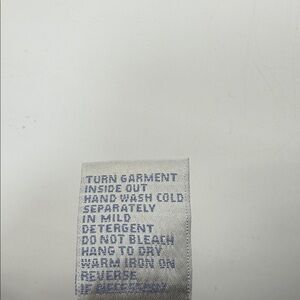 TURN GARMENT
INSIDE OUT
HAND WASH COLD
SEPARATELY
IN MILD
DETERGENT
DO NOT BLEACH
HANG TO DRY
WARM IRON ON
REVERSE
IF NECESSARY